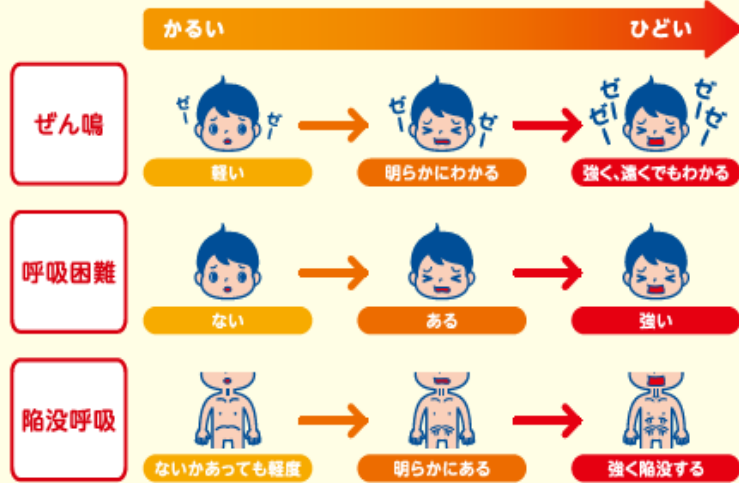 かるい ひどい
ぜん鳴
ゼー ゼー ゼー ゼー ゼー ゼー ゼー ゼー
軽い 明らかにわかる 強く、遠くでもわかる
呼吸困難
ない ある 強い
陥没呼吸
ないかあっても軽度 明らかにある 強く陥没する